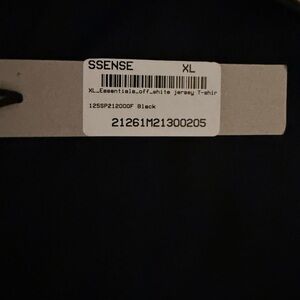 SSENSE XL
XL_Essentials_off_white jersey T-shir
125SP212000F Black
21261M21300205